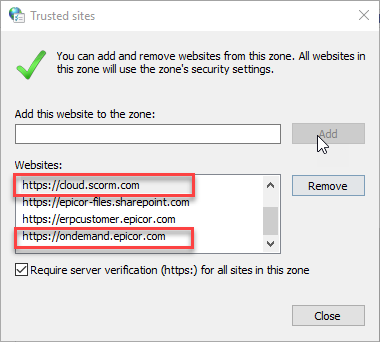 Trusted sites
You can add and remove websites from this zone. All websites in
this zone will use the zone's security settings.
Add this website to the zone:
Add
Websites:
https://cloud.scorm.com
https://epicor-files.sharepoint.com
https://erpcustomer.epicor.com
https://ondemand.epicor.com
Remove
Require server verification (https:) for all sites in this zone
Close